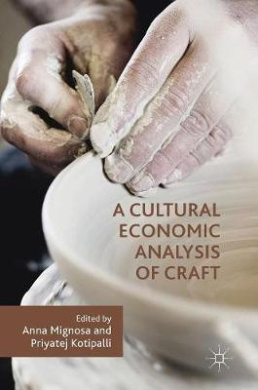 A CULTURAL
ECONOMIC
ANALYSIS
OF CRAFT
Edited by
Anna Mignosa and
Priyatej Kotipalli